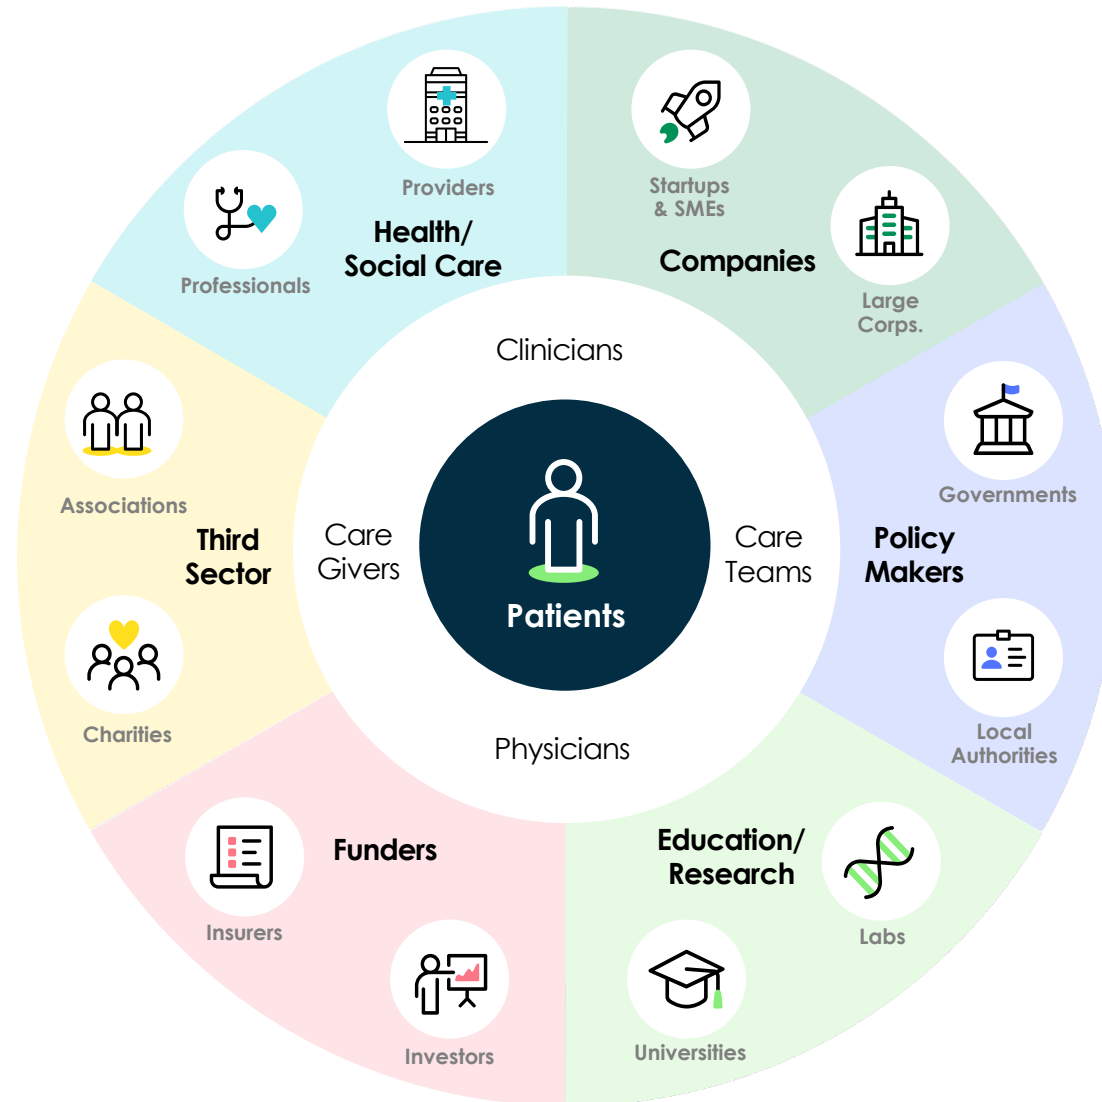 Providers
Professionals
Health/
Social Care
Startups
& SMEs
Companies
Large
Corps.
Clinicians
Associations
Third
Sector
Charities
Care
Givers
Patients
Care
Teams
Governments
Policy
Makers
Local
Authorities
Physicians
Insurers
Funders
Investors
Education/
Research
Labs
Universities